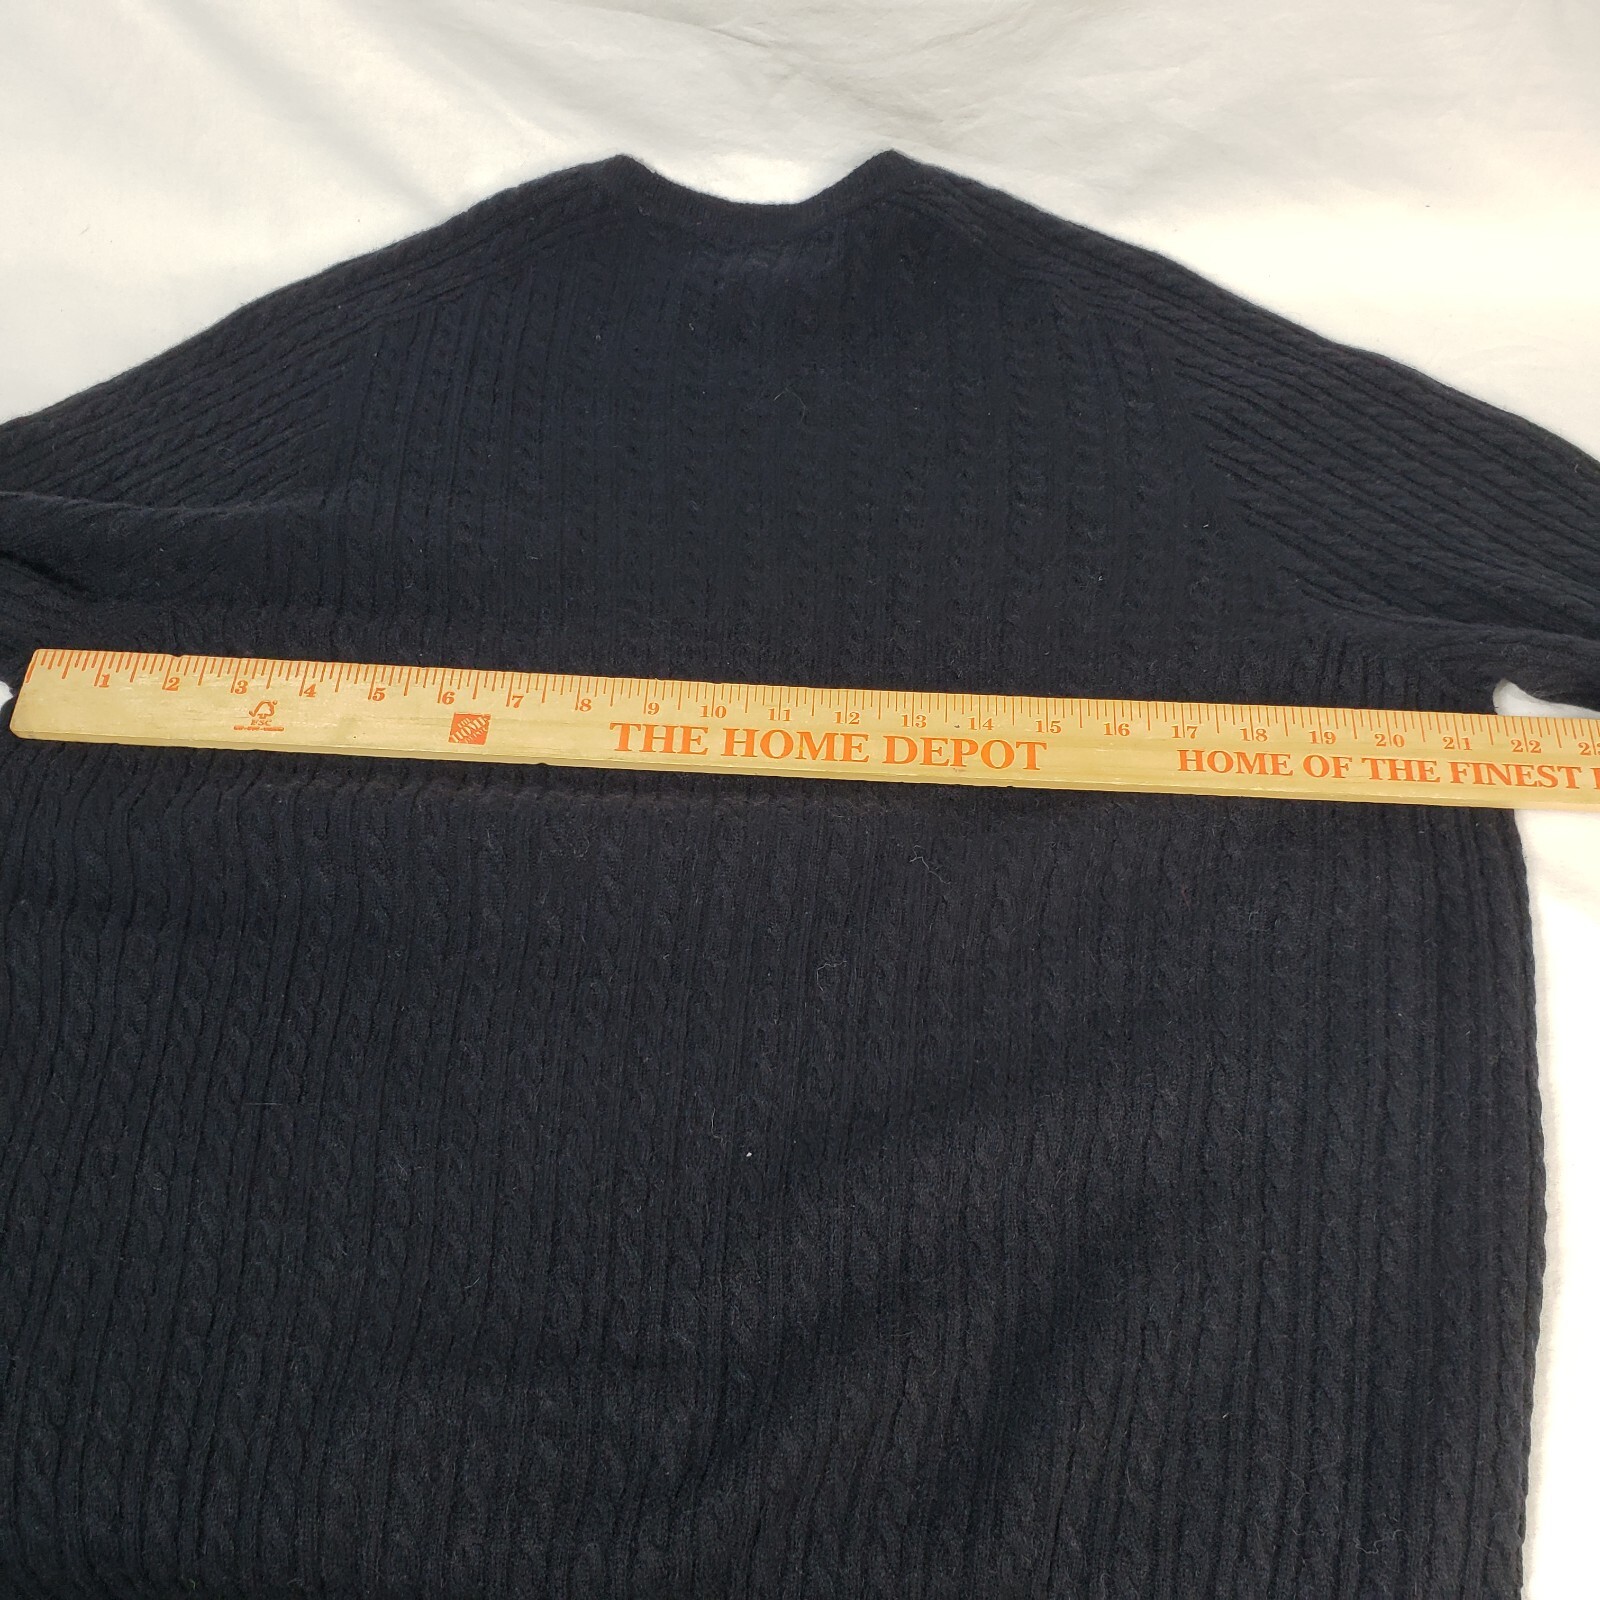 1 2 3 4 5 6 7 8 9 10 11 12 13 14 15 16 17 18 19 20 21 22
FSC
THE HOME DEPOT HOME OF THE FINEST